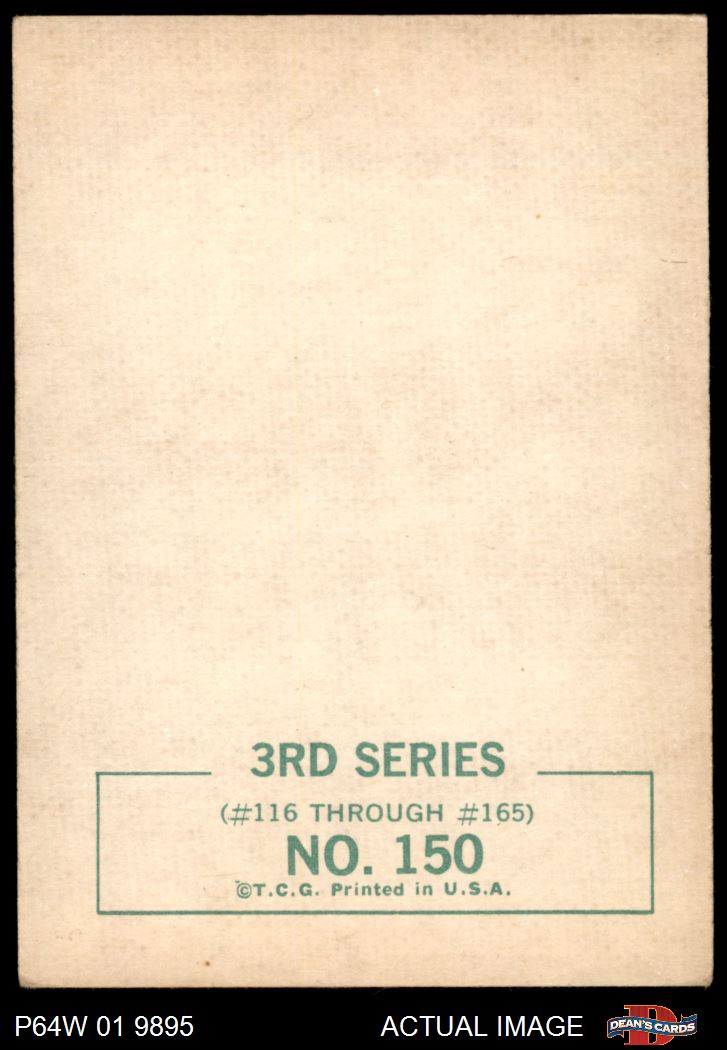 3RD SERIES
(#116 THROUGH #165)
NO. 150
©T.C.G. Printed in U.S.A.
P64W 01 9895
ACTUAL IMAGE
D
DEAN'S CARDS